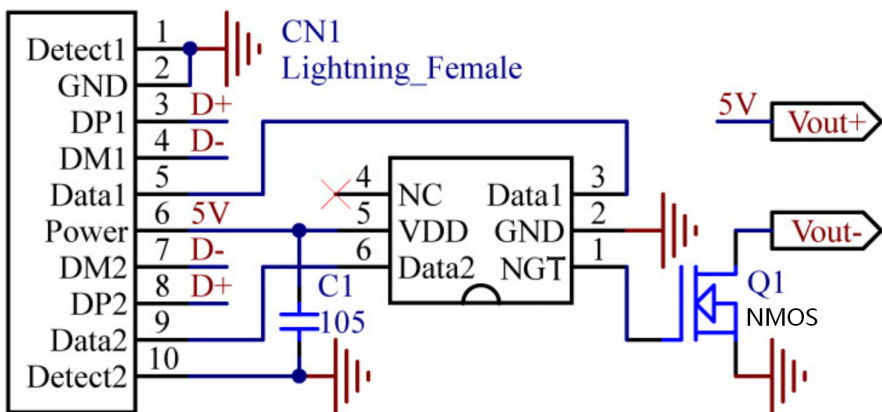 CN1
Lightning_Female
Detect1 1
GND 2
DP1 3 D+
DM1 4 D-
Data1 5
Power 6 5V
DM2 7 D-
DP2 8 D+
Data2 9
Detect2 10
4 NC Data1 3
5 VDD GND 2
6 Data2 NGT 1
C1
105
5V Vout+
Vout-
Q1
NMOS